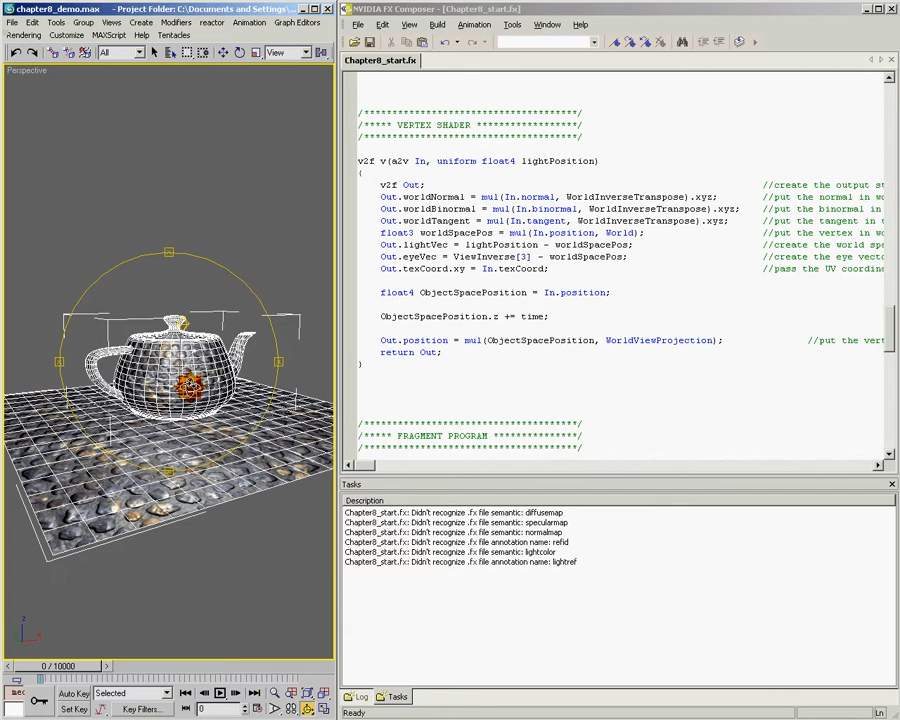 chapter8_demo.max - Project Folder: C:\Documents and Settings\...
File Edit Tools Group Views Create Modifiers reactor Animation Graph Editors
Rendering Customize MAXScript Help Tentacles
All View
Perspective
z
x
0 / 10000
Auto Key Selected
Set Key Key Filters...
0
NVIDIA FX Composer - [Chapter8_start.fx]
File Edit View Build Animation Tools Window Help
Chapter8_start.fx
/**************************************/
/***** VERTEX SHADER ******************/
/**************************************/
v2f v(a2v In, uniform float4 lightPosition)
{
v2f Out; //create the output st
Out.worldNormal = mul(In.normal, WorldInverseTranspose).xyz; //put the normal in wo
Out.worldBinormal = mul(In.binormal, WorldInverseTranspose).xyz; //put the binormal in
Out.worldTangent = mul(In.tangent, WorldInverseTranspose).xyz; //put the tangent in
float3 worldSpacePos = mul(In.position, World); //put the vertex in wo
Out.lightVec = lightPosition - worldSpacePos; //create the world spa
Out.eyeVec = ViewInverse[3] - worldSpacePos; //create the eye vecto
Out.texCoord.xy = In.texCoord; //pass the UV coordina
float4 ObjectSpacePosition = In.position;
ObjectSpacePosition.z += time;
Out.position = mul(ObjectSpacePosition, WorldViewProjection); //put the vert
return Out;
}
/**************************************/
/***** FRAGMENT PROGRAM ***************/
/**************************************/
Tasks
Description
Chapter8_start.fx: Didn't recognize .fx file semantic: diffusemap
Chapter8_start.fx: Didn't recognize .fx file semantic: specularmap
Chapter8_start.fx: Didn't recognize .fx file semantic: normalmap
Chapter8_start.fx: Didn't recognize .fx file annotation name: refid
Chapter8_start.fx: Didn't recognize .fx file semantic: lightcolor
Chapter8_start.fx: Didn't recognize .fx file annotation name: lightref
Log Tasks
Ready Ln